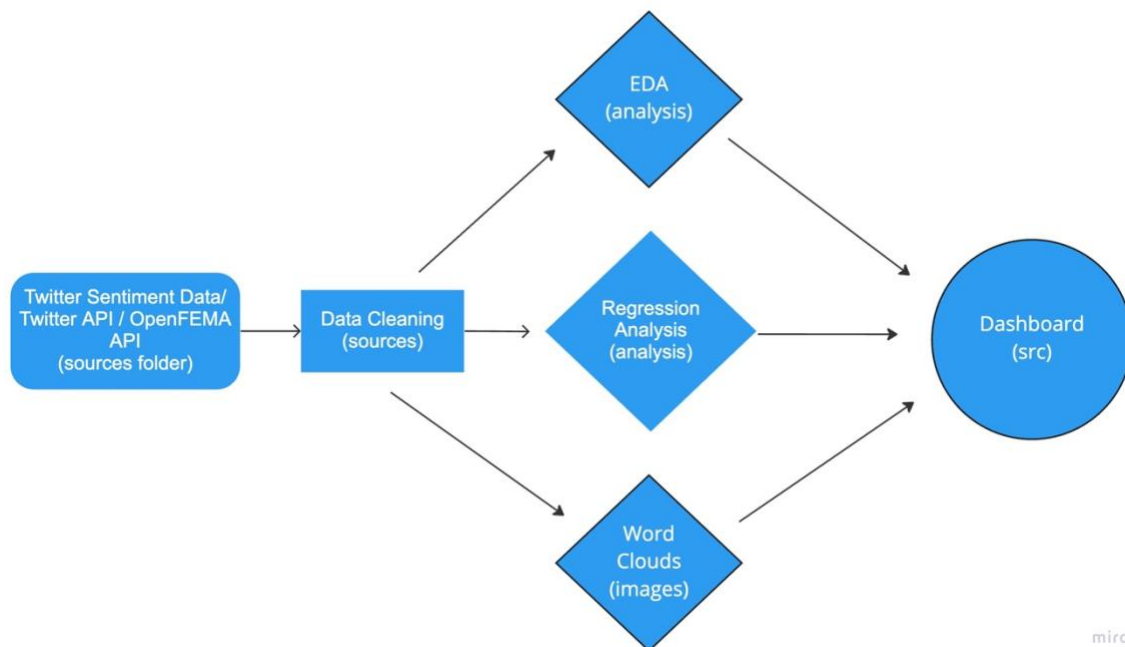 EDA
(analysis)
Twitter Sentiment Data/
Twitter API / OpenFEMA
API
(sources folder)
Data Cleaning
(sources)
Regression
Analysis
(analysis)
Dashboard
(src)
Word
Clouds
(images)
miro